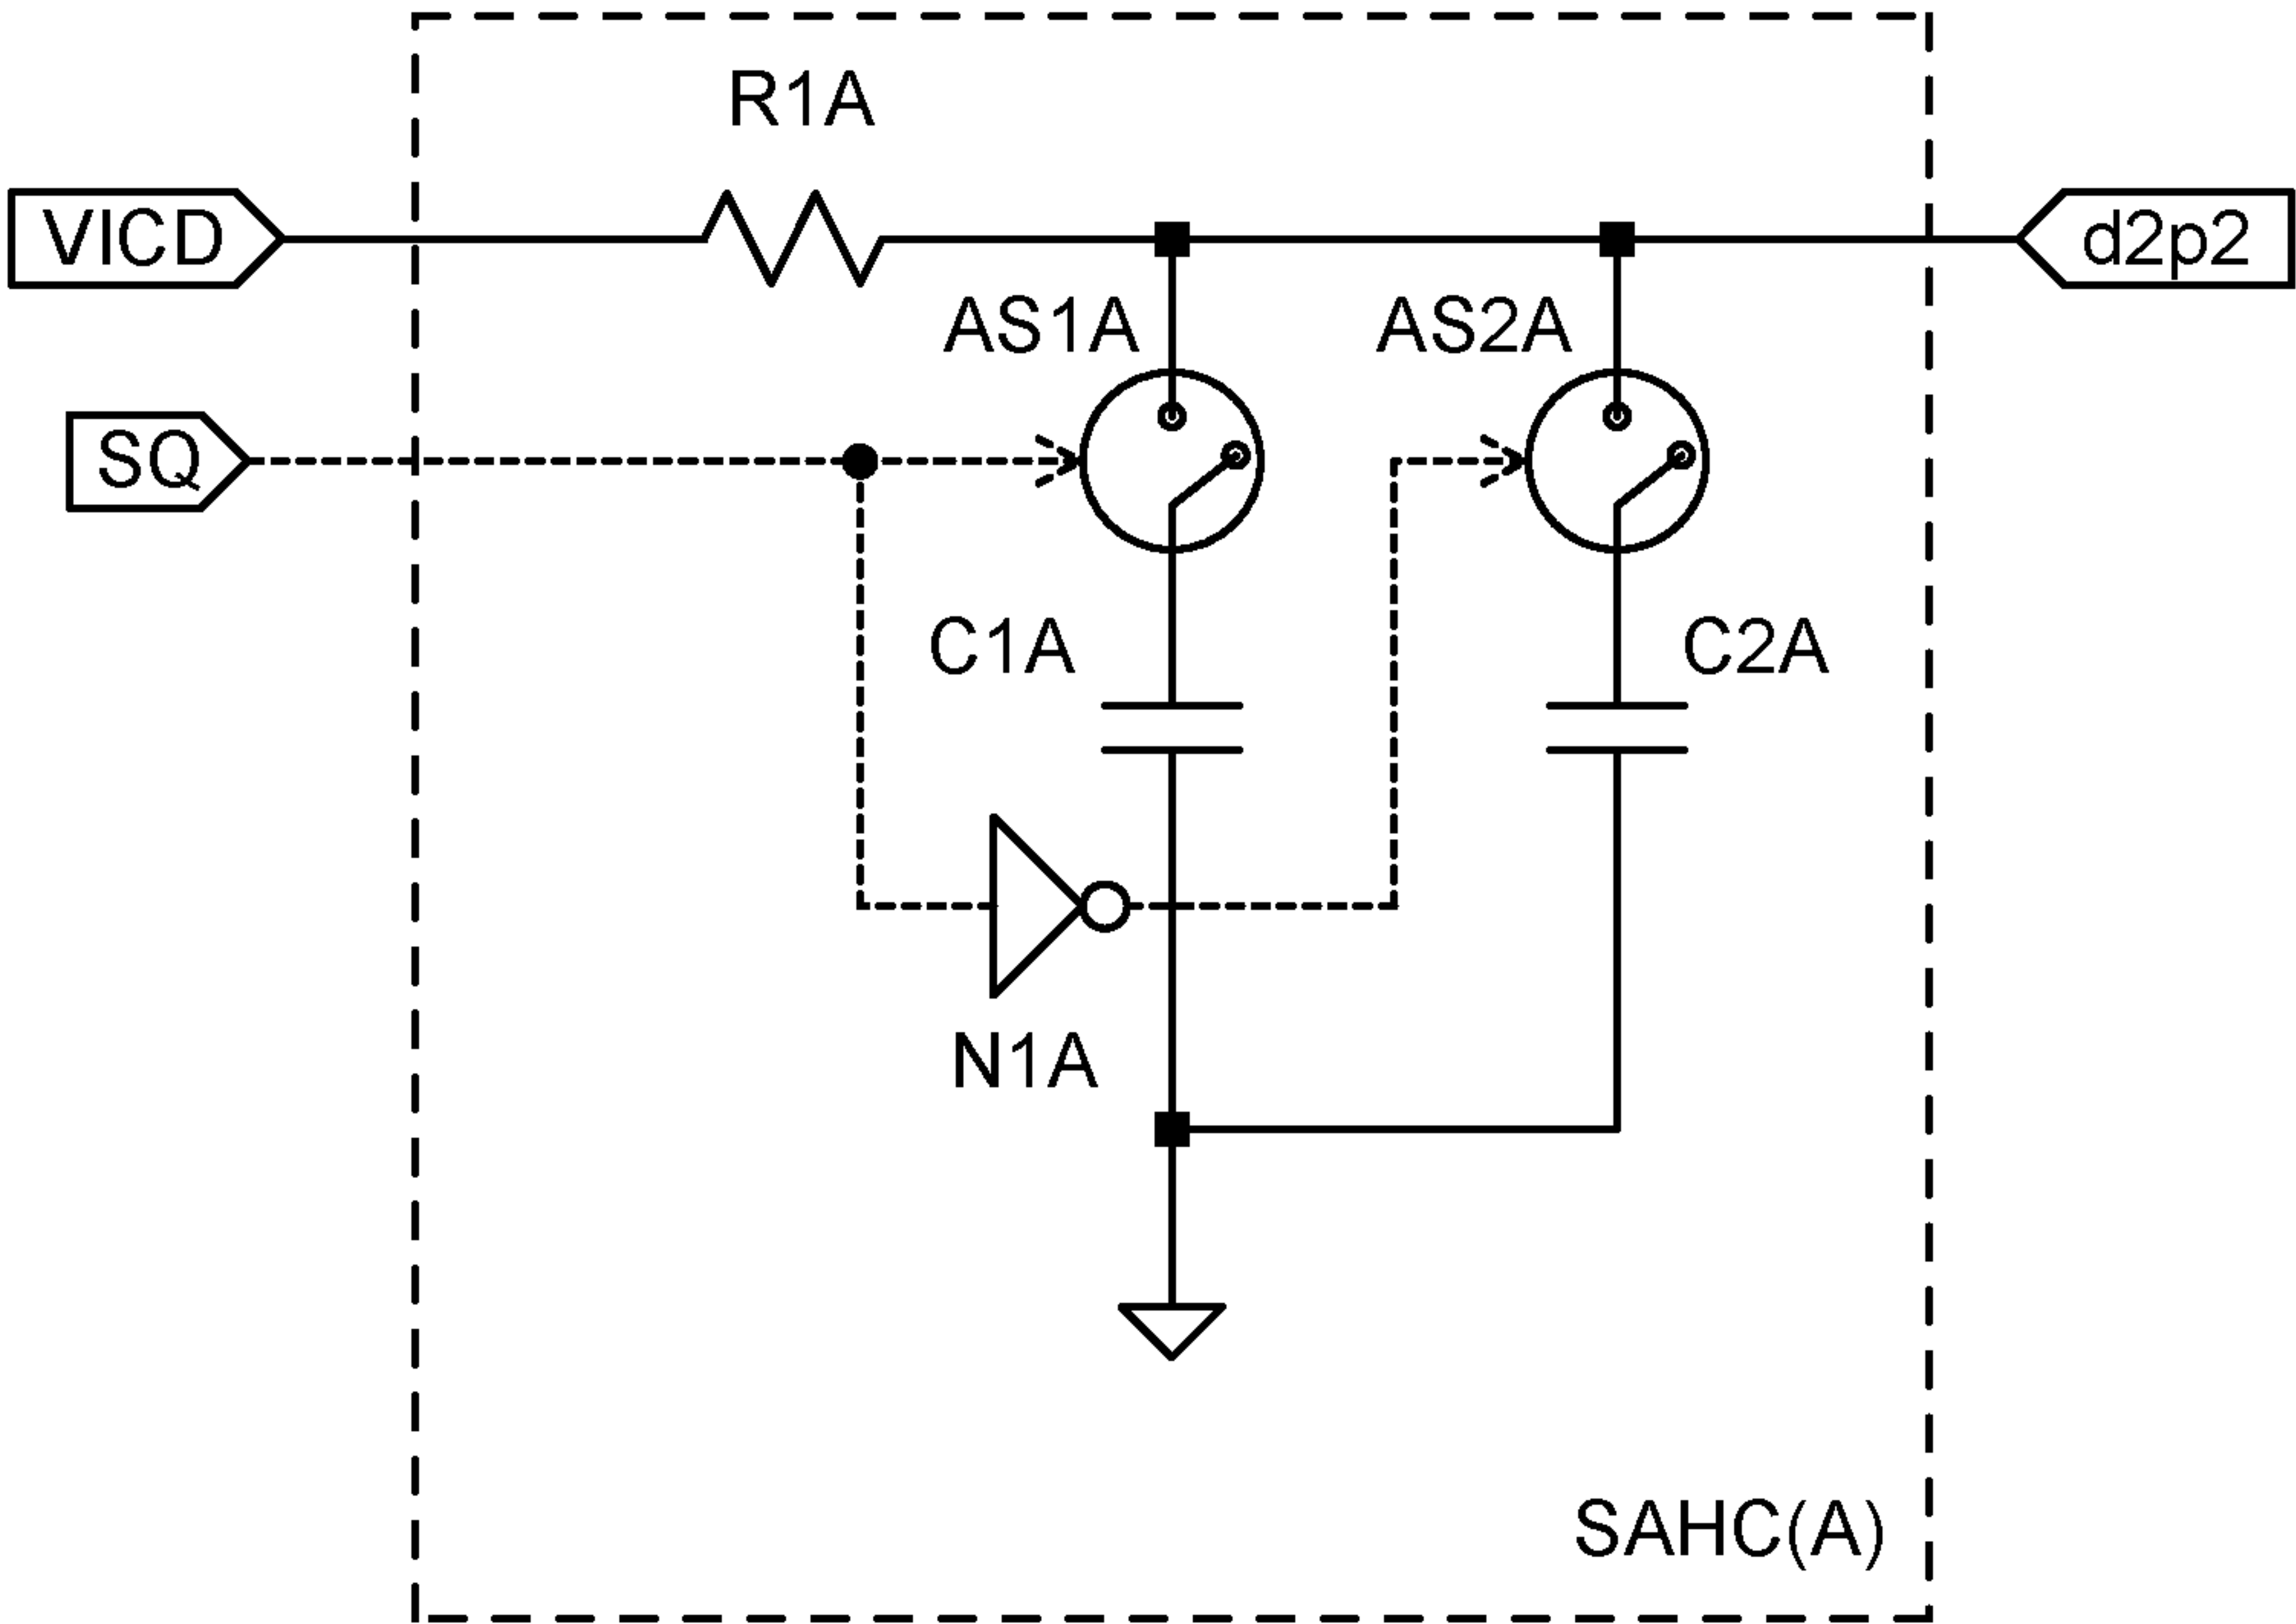 R1A
VICD
d2p2
AS1A
AS2A
SQ
C1A
C2A
N1A
SAHC(A)